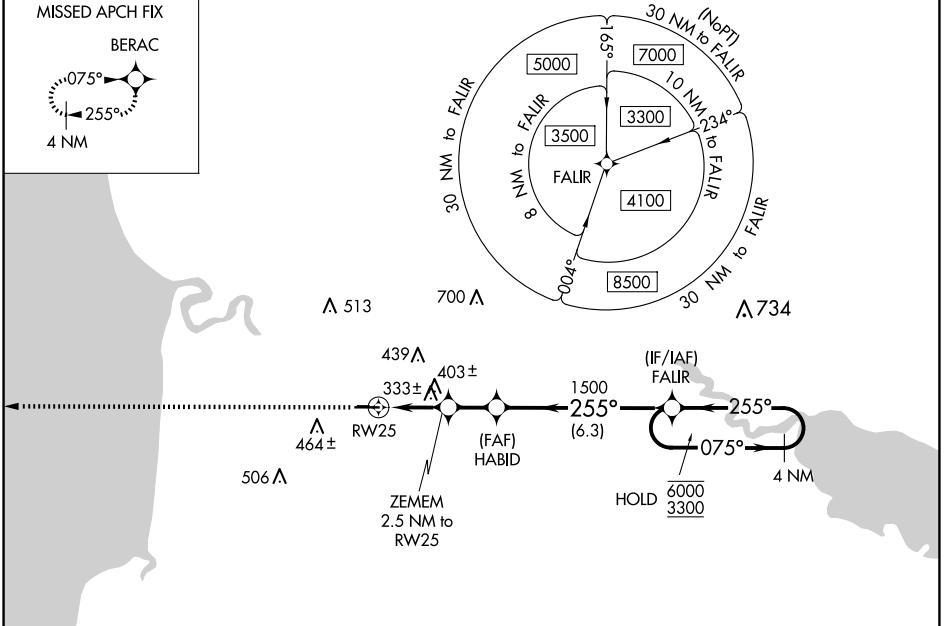 MISSED APCH FIX
BERAC
075°
255°
4 NM
30 NM to FALIR
(NoPT)
165°
5000
7000
30 NM to FALIR
8 NM to FALIR
10 NM to FALIR
3500
3300
234°
FALIR
4100
004°
8500
30 NM to FALIR
513
700
734
439
403±
333±
(IF/IAF)
FALIR
1500
255°
(6.3)
255°
075°
4 NM
RW25
464±
(FAF)
HABID
506
ZEMEM
2.5 NM to
RW25
HOLD
6000
3300